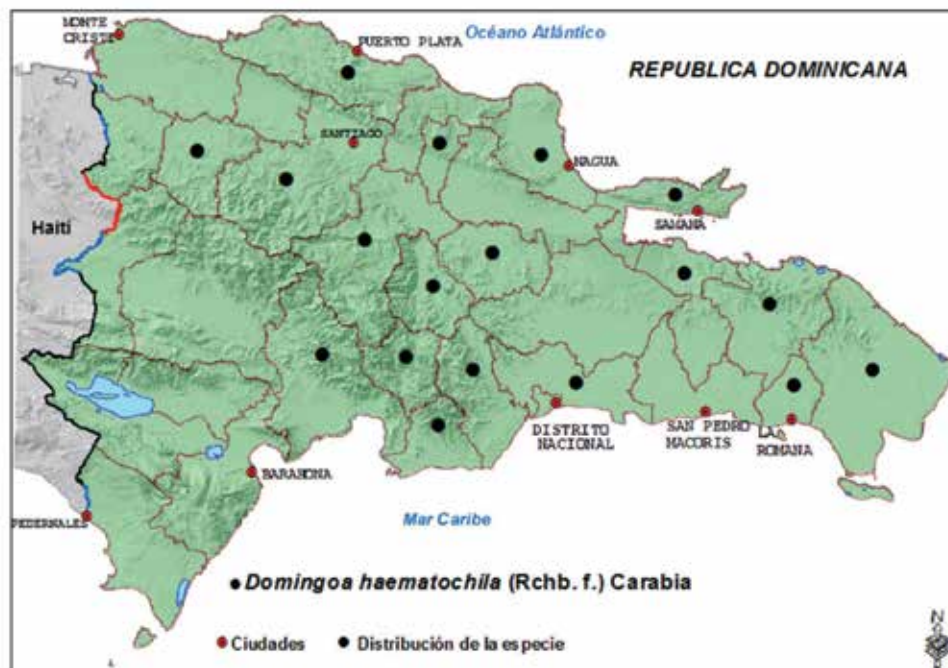 MONTE
CRISTI
PUERTO PLATA
Océano Atlántico
REPUBLICA DOMINICANA
SANTIAGO
NAGUA
SAMANA
Haití
DISTRITO
NACIONAL
SAN PEDRO
MACORIS
LA
ROMANA
BARAHONA
PEDERNALES
Mar Caribe
Domingoa haematochila (Rchb. f.) Carabia
Ciudades
Distribución de la especie
N